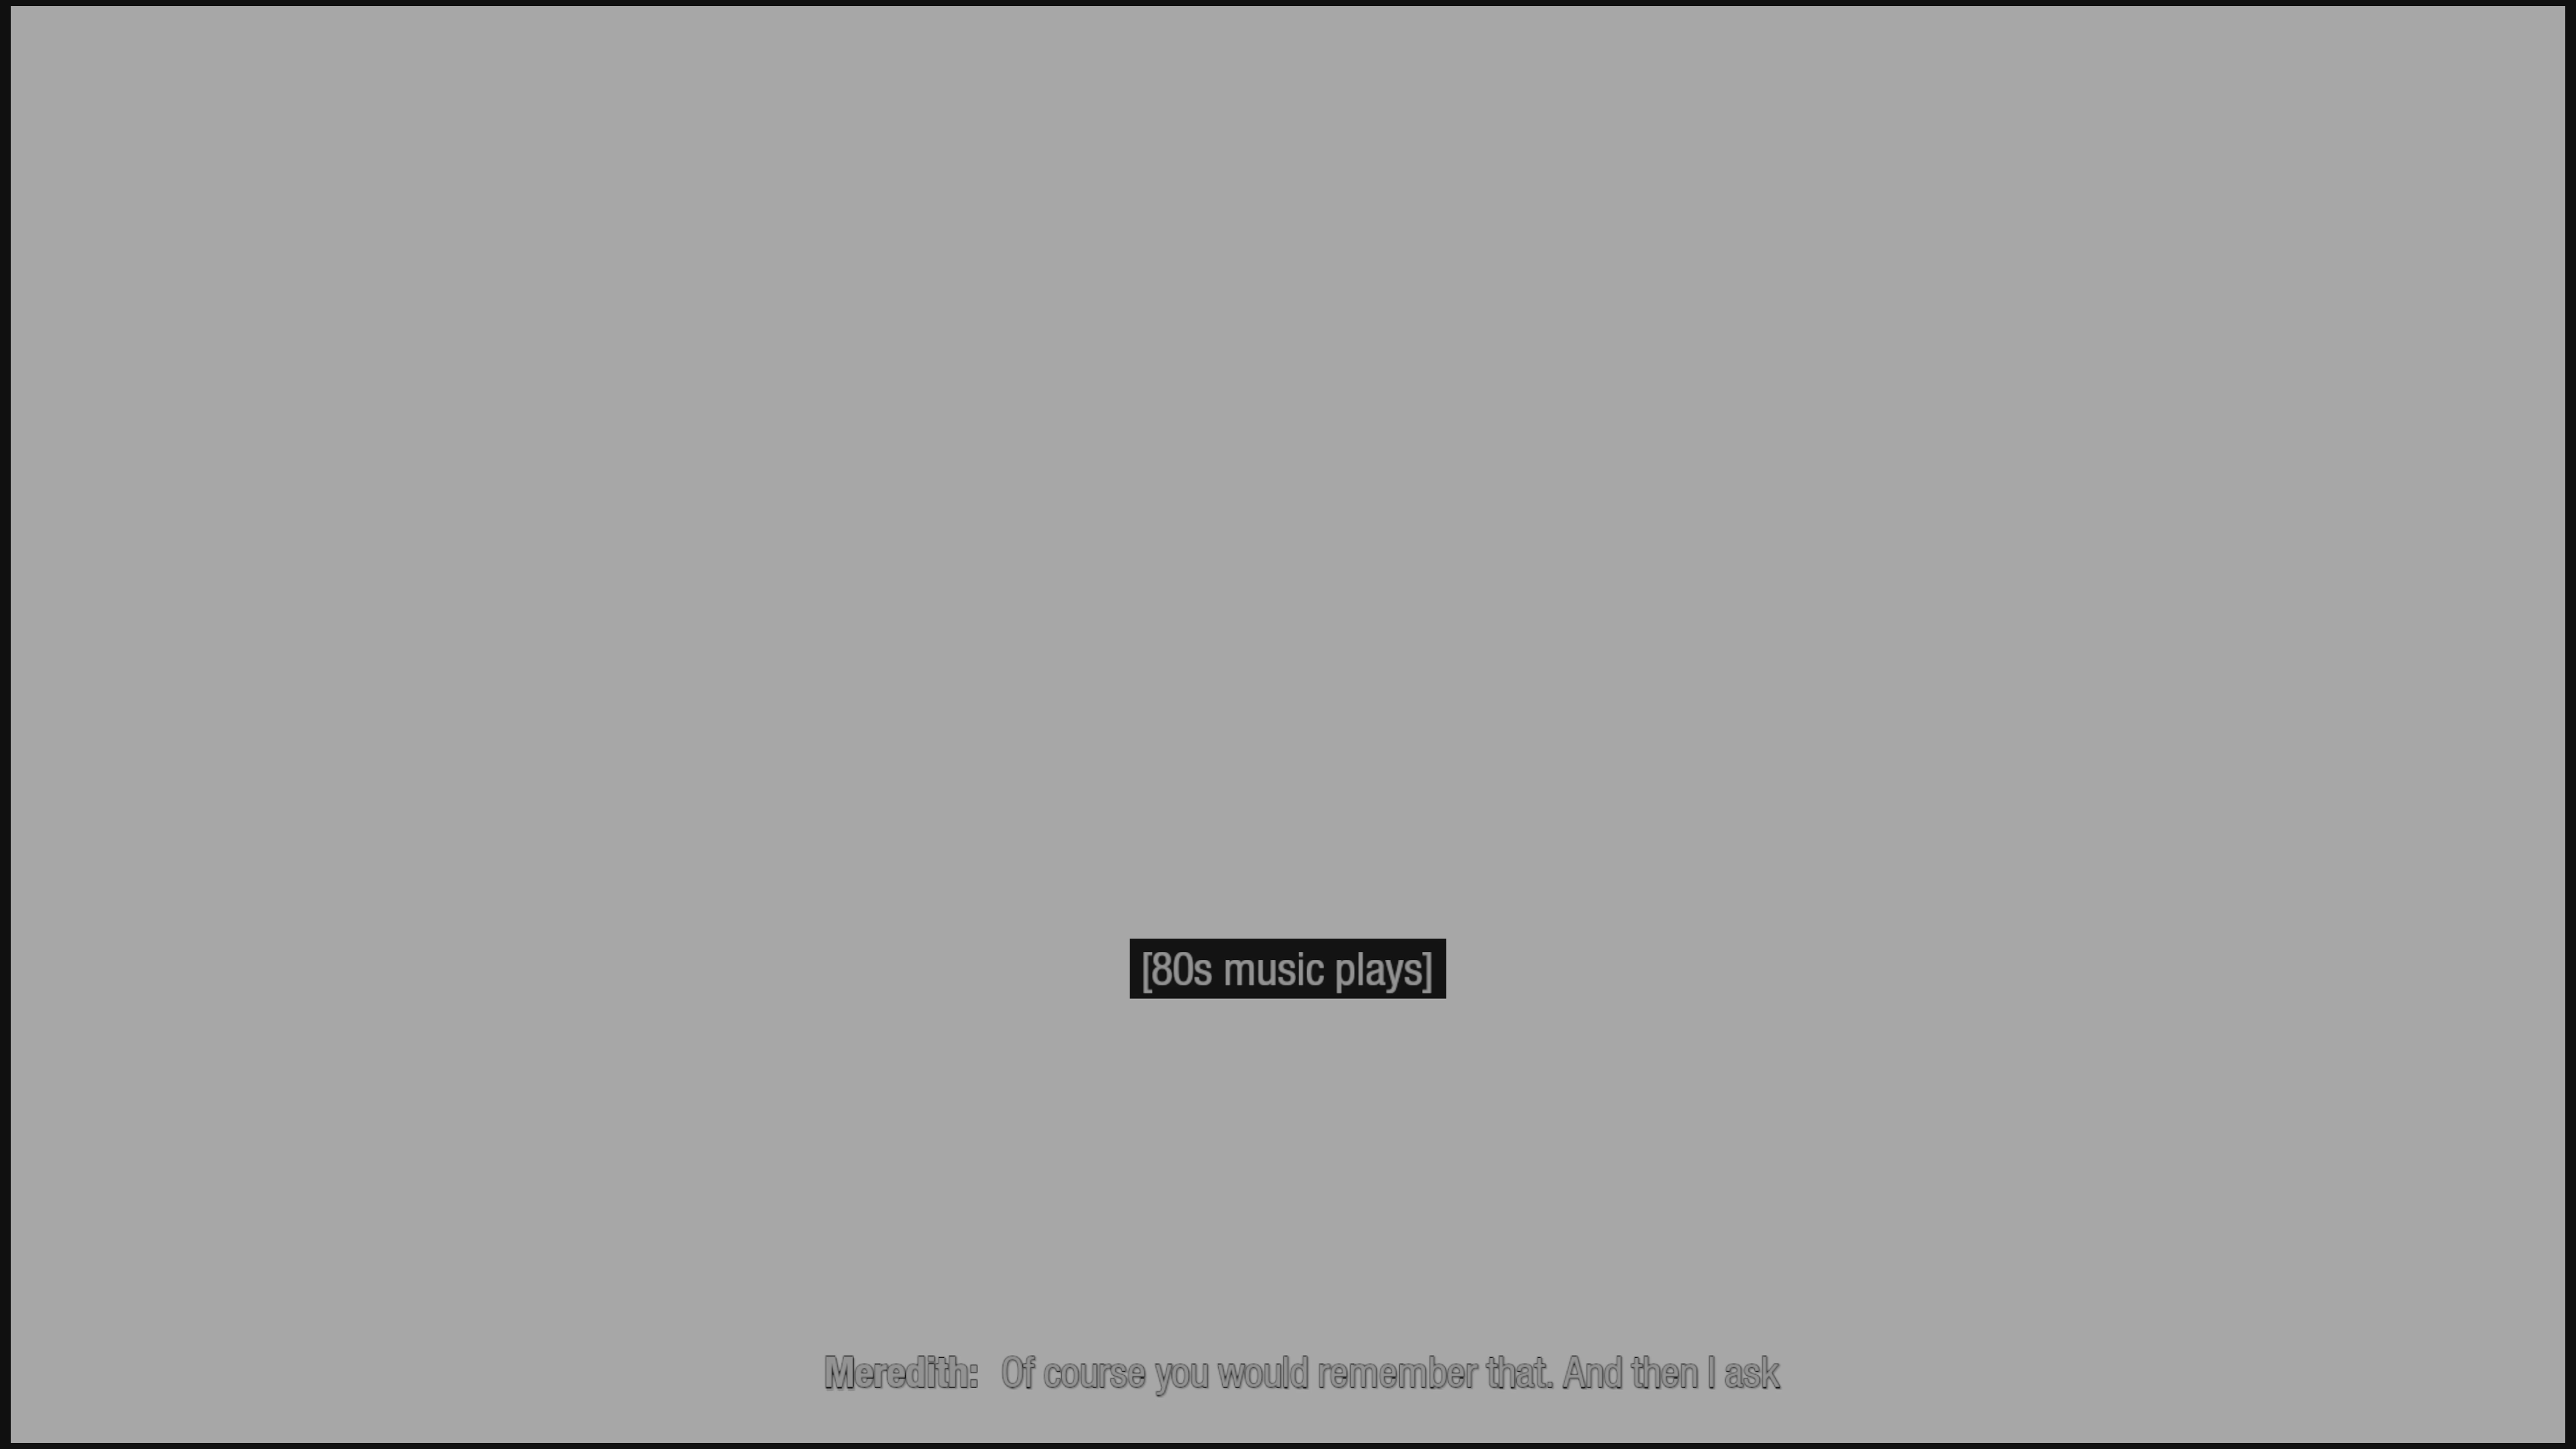 [80s music plays]
Meredith: Of course you would remember that. And then I ask